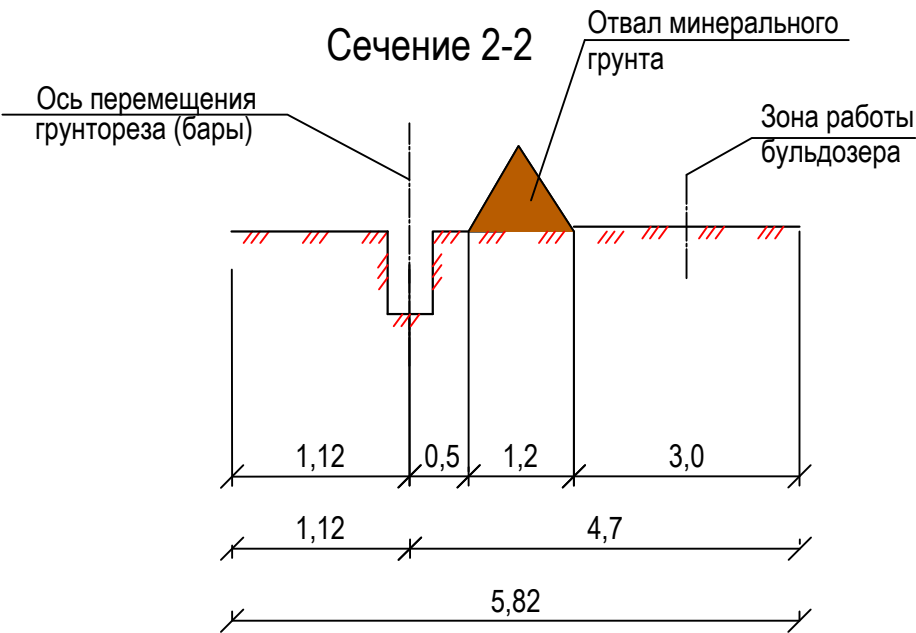 Сечение 2-2
Отвал минерального
грунта
Ось перемещения
грунтореза (бары)
Зона работы
бульдозера
1,12
0,5
1,2
3,0
1,12
4,7
5,82